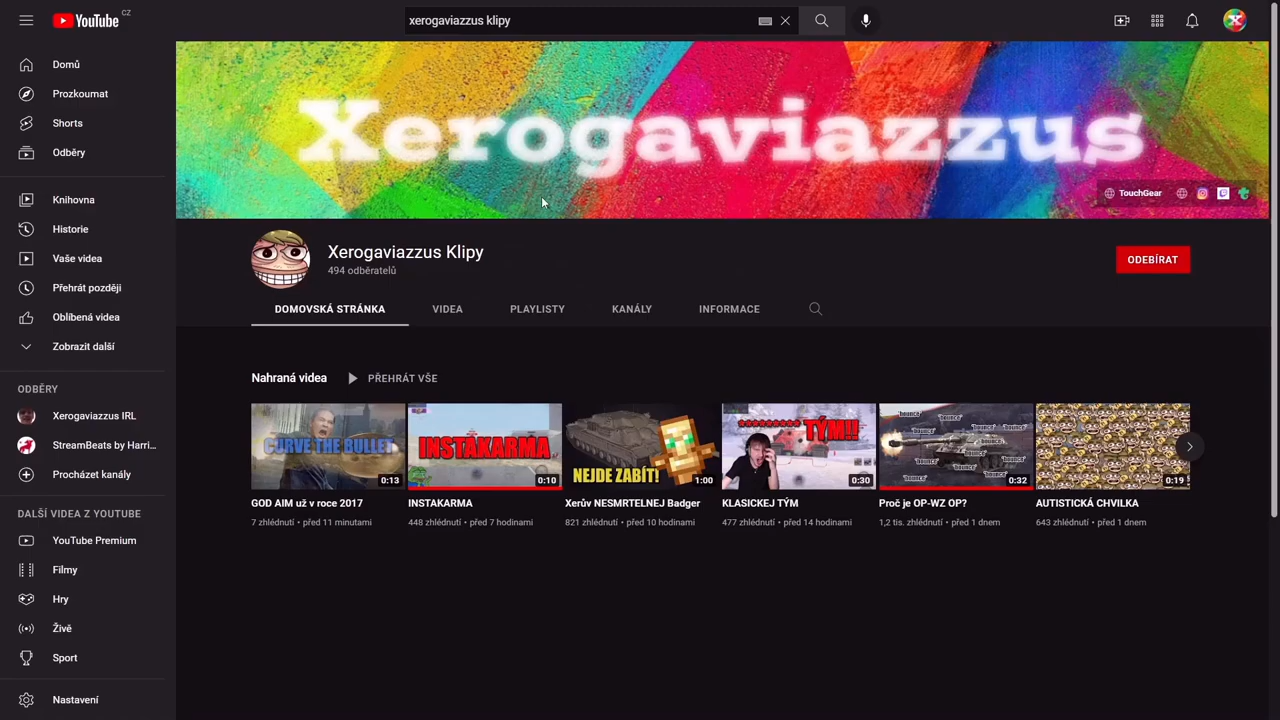 YouTube CZ
xerogaviazzus klipy
Domů
Prozkoumat
Shorts
Odběry
Knihovna
Historie
Vaše videa
Přehrát později
Oblíbená videa
Zobrazit další
ODBĚRY
Xerogaviazzus IRL
StreamBeats by Harri...
Procházet kanály
DALŠÍ VIDEA Z YOUTUBE
YouTube Premium
Filmy
Hry
Živě
Sport
Nastavení
Xerogaviazzus
TouchGear
Xerogaviazzus Klipy
494 odběratelů
ODEBÍRAT
DOMOVSKÁ STRÁNKA
VIDEA
PLAYLISTY
KANÁLY
INFORMACE
Nahraná videa
PŘEHRÁT VŠE
CURVE THE BULLET
0:13
GOD AIM už v roce 2017
7 zhlédnutí • před 11 minutami
INSTAKARMA
0:10
INSTAKARMA
448 zhlédnutí • před 7 hodinami
NEJDE ZABÍT!
1:00
Xerův NESMRTELNEJ Badger
821 zhlédnutí • před 10 hodinami
********* TÝM!!
0:30
KLASICKEJ TÝM
477 zhlédnutí • před 14 hodinami
*bounce*
*bounce*
*bounce*
*bounce*
*bounce*
*bounce*
0:32
Proč je OP-WZ OP?
1,2 tis. zhlédnutí • před 1 dnem
0:19
AUTISTICKÁ CHVILKA
643 zhlédnutí • před 1 dnem